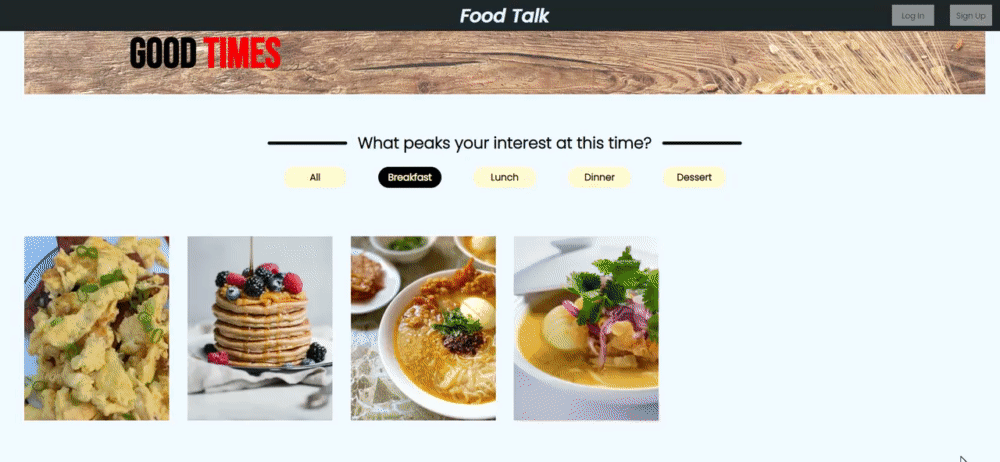 Food Talk
Log In
Sign Up
GOOD TIMES
What peaks your interest at this time?
All
Breakfast
Lunch
Dinner
Dessert